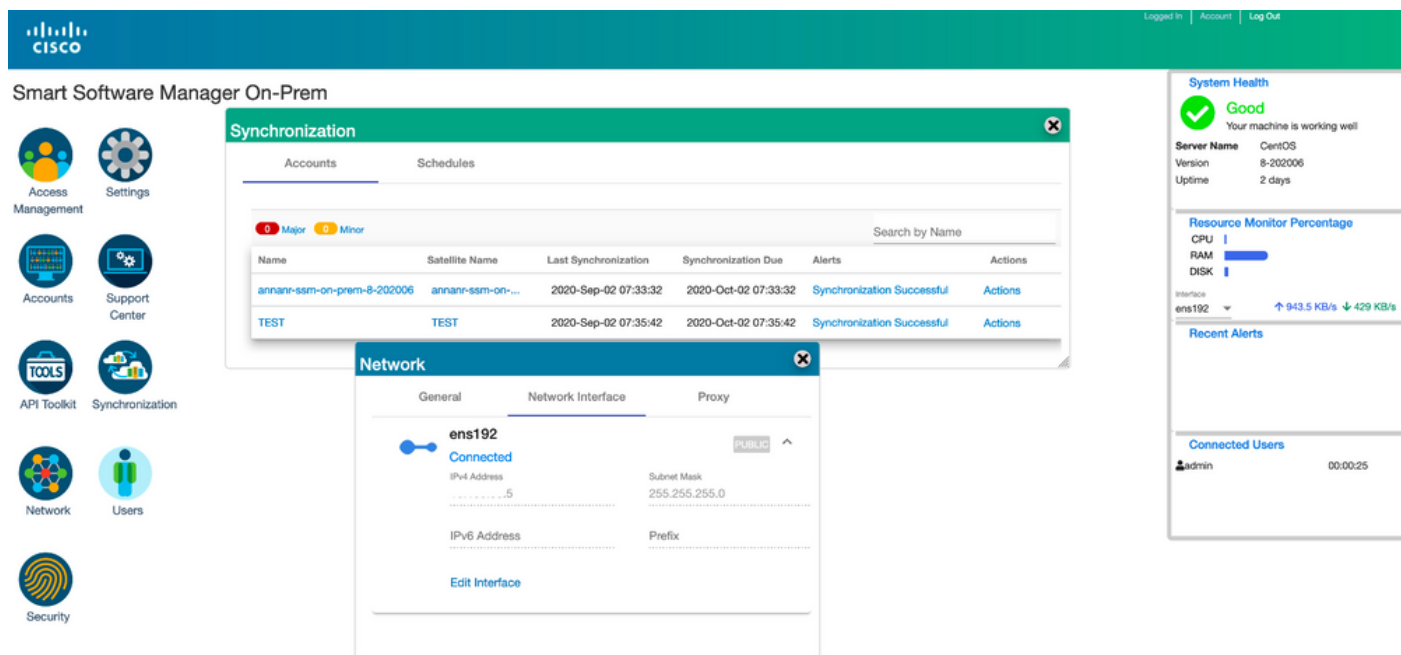 Logged In | Account | Log Out
CISCO
Smart Software Manager On-Prem
Access Management
Settings
Accounts
Support Center
TOOLS
API Toolkit
Synchronization
Network
Users
Security
Synchronization
Accounts Schedules
0 Major 0 Minor Search by Name
Name Satellite Name Last Synchronization Synchronization Due Alerts Actions
annanr-ssm-on-prem-8-202006 annanr-ssm-on-... 2020-Sep-02 07:33:32 2020-Oct-02 07:33:32 Synchronization Successful Actions
TEST TEST 2020-Sep-02 07:35:42 2020-Oct-02 07:35:42 Synchronization Successful Actions
Network
General Network Interface Proxy
ens192 PUBLIC
Connected
IPv4 Address Subnet Mask
.5 255.255.255.0
IPv6 Address Prefix
Edit Interface
System Health
Good
Your machine is working well
Server Name CentOS
Version 8-202006
Uptime 2 days
Resource Monitor Percentage
CPU
RAM
DISK
Interface
ens192 ↑ 943.5 KB/s ↓ 429 KB/s
Recent Alerts
Connected Users
admin 00:00:25